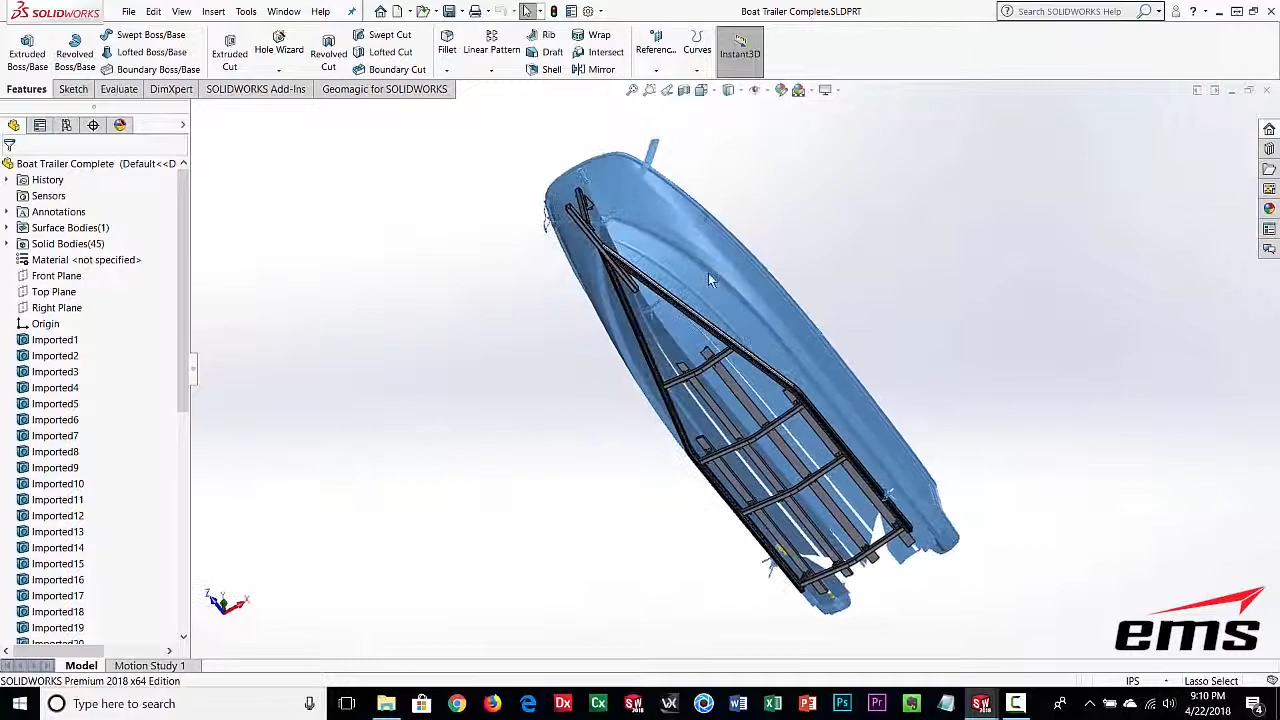 SOLIDWORKS File Edit View Insert Tools Window Help Boat Trailer Complete.SLDPRT Search SOLIDWORKS Help ?
Extruded Boss/Base Revolved Boss/Base Swept Boss/Base Lofted Boss/Base Boundary Boss/Base Extruded Cut Hole Wizard Revolved Cut Swept Cut Lofted Cut Boundary Cut Fillet Linear Pattern Rib Draft Shell Wrap Intersect Mirror Referenc... Curves Instant3D
Features Sketch Evaluate DimXpert SOLIDWORKS Add-Ins Geomagic for SOLIDWORKS
Boat Trailer Complete (Default<<D
History
Sensors
Annotations
Surface Bodies(1)
Solid Bodies(45)
Material <not specified>
Front Plane
Top Plane
Right Plane
Origin
Imported1
Imported2
Imported3
Imported4
Imported5
Imported6
Imported7
Imported8
Imported9
Imported10
Imported11
Imported12
Imported13
Imported14
Imported15
Imported16
Imported17
Imported18
Imported19
Imported20
Z Y X
ems
Model Motion Study 1
SOLIDWORKS Premium 2018 x64 Edition IPS Lasso Select
Type here to search 9:10 PM
4/22/2018